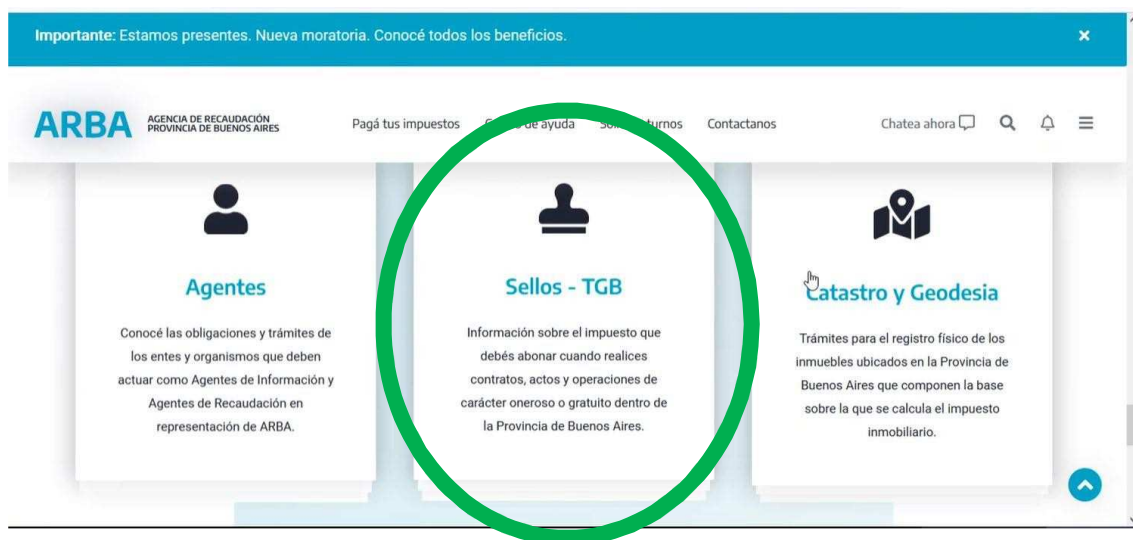 Importante: Estamos presentes. Nueva moratoria. Conocé todos los beneficios.
ARBA
AGENCIA DE RECAUDACIÓN
PROVINCIA DE BUENOS AIRES
Pagá tus impuestos
de ayuda
Contactanos
Chatea ahora
Agentes
Conocé las obligaciones y trámites de
los entes y organismos que deben
actuar como Agentes de Información y
Agentes de Recaudación en
representación de ARBA.
Sellos - TGB
Información sobre el impuesto que
debés abonar cuando realices
contratos, actos y operaciones de
carácter oneroso o gratuito dentro de
la Provincia de Buenos Aires.
Catastro y Geodesia
Trámites para el registro físico de los
inmuebles ubicados en la Provincia de
Buenos Aires que componen la base
sobre la que se calcula el impuesto
inmobiliario.